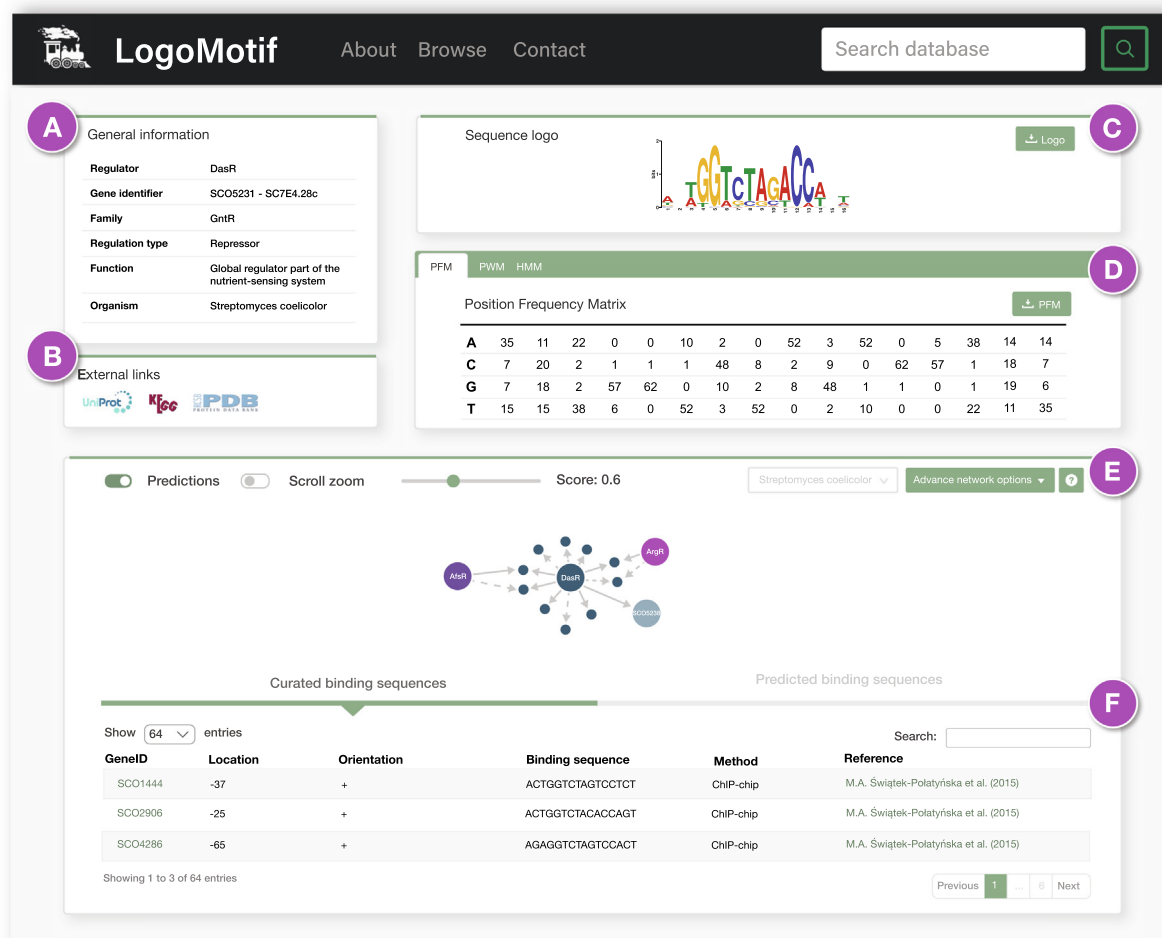 LogoMotif About Browse Contact Search database
A
General information
Regulator DasR
Gene identifier SCO5231 - SC7E4.28c
Family GntR
Regulation type Repressor
Function Global regulator part of the
nutrient-sensing system
Organism Streptomyces coelicolor
B
External links
UniProt KEGG PDB
PROTEIN DATA BANK
C
Sequence logo
Logo
D
PFM PWM HMM
Position Frequency Matrix
PFM
A 35 11 22 0 0 10 2 0 52 3 52 0 5 38 14 14
C 7 20 2 1 1 1 48 8 2 9 0 62 57 1 18 7
G 7 18 2 57 62 0 10 2 8 48 1 1 0 1 19 6
T 15 15 38 6 0 52 3 52 0 2 10 0 0 22 11 35
E
Predictions Scroll zoom Score: 0.6 Streptomyces coelicolor Advance network options ?
ArgR
AfsR DasR
SCO5236
Curated binding sequences Predicted binding sequences
F
Show 64 entries Search:
GeneID Location Orientation Binding sequence Method Reference
SCO1444 -37 + ACTGGTCTAGTCCTCT ChIP-chip M.A. Świątek-Połatyńska et al. (2015)
SCO2906 -25 + ACTGGTCTACACCAGT ChIP-chip M.A. Świątek-Połatyńska et al. (2015)
SCO4286 -65 + AGAGGTCTAGTCCACT ChIP-chip M.A. Świątek-Połatyńska et al. (2015)
Showing 1 to 3 of 64 entries
Previous 1 ... 6 Next